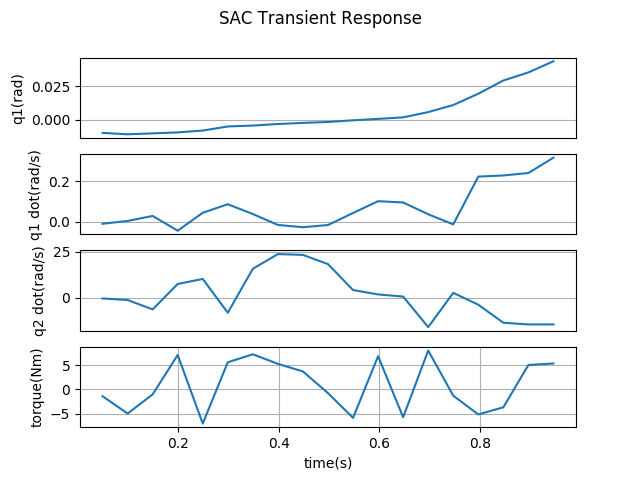 SAC Transient Response
q1(rad)
0.025
0.000
q1 dot(rad/s)
0.2
0.0
q2 dot(rad/s)
25
0
torque(Nm)
5
0
−5
0.2 0.4 0.6 0.8
time(s)